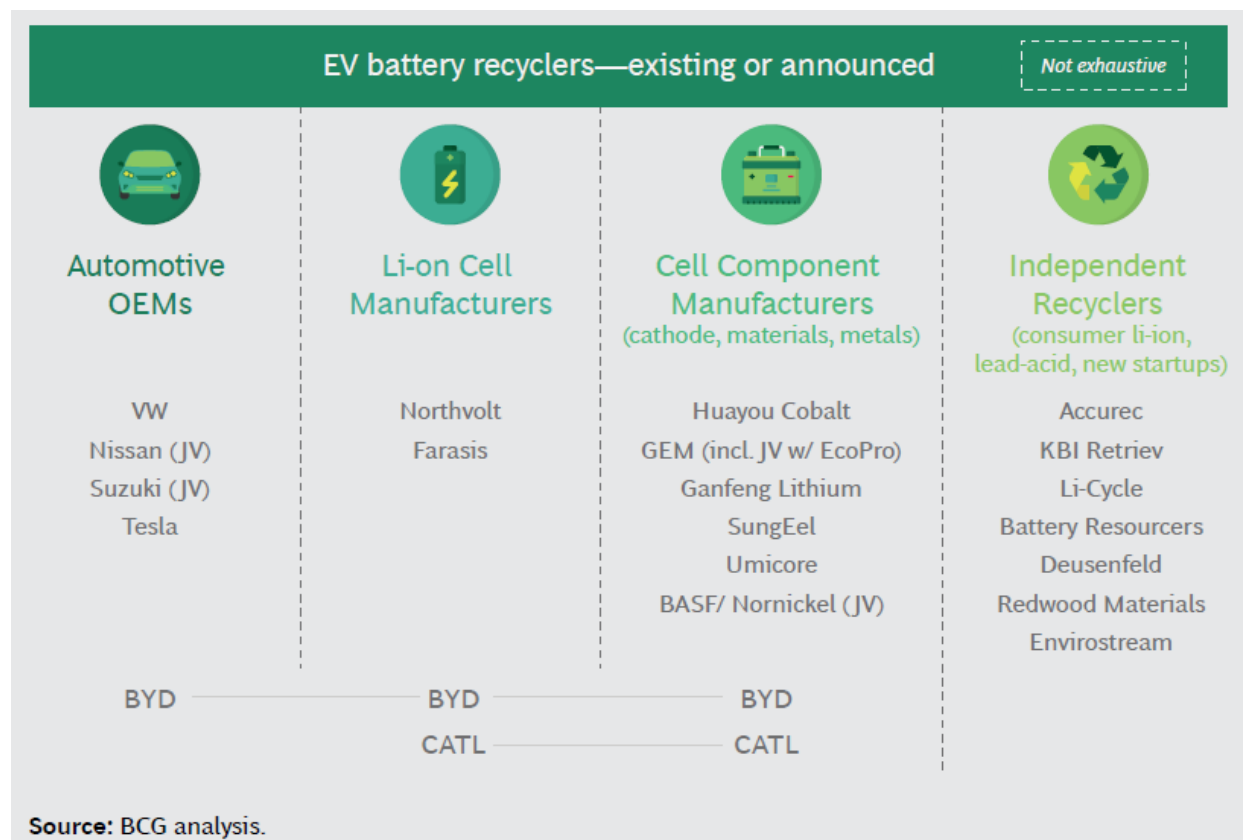 EV battery recyclers—existing or announced
Not exhaustive
Automotive
OEMs
VW
Nissan (JV)
Suzuki (JV)
Tesla
Li-on Cell
Manufacturers
Northvolt
Farasis
Cell Component
Manufacturers
(cathode, materials, metals)
Huayou Cobalt
GEM (incl. JV w/ EcoPro)
Ganfeng Lithium
SungEel
Umicore
BASF/ Nornickel (JV)
Independent
Recyclers
(consumer li-ion,
lead-acid, new startups)
Accurec
KBI Retriev
Li-Cycle
Battery Resourcers
Deusenfeld
Redwood Materials
Envirostream
BYD BYD BYD
CATL CATL
Source: BCG analysis.